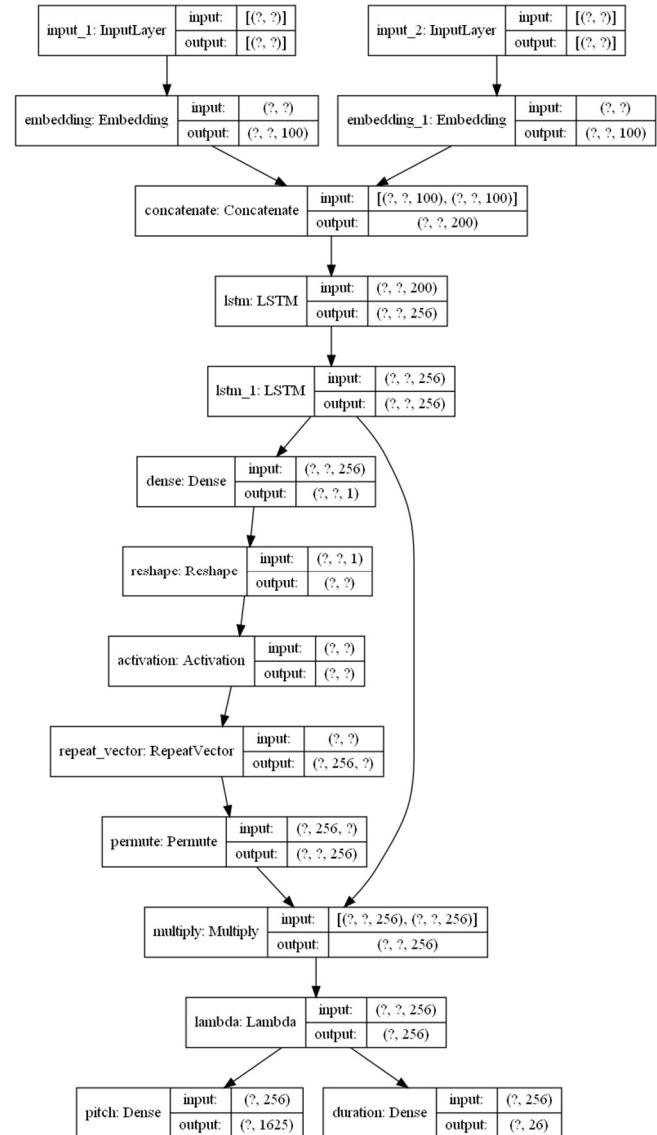 input_1: InputLayer input: [(?, ?)] output: [(?, ?)]
input_2: InputLayer input: [(?, ?)] output: [(?, ?)]
embedding: Embedding input: (?, ?) output: (?, ?, 100)
embedding_1: Embedding input: (?, ?) output: (?, ?, 100)
concatenate: Concatenate input: [(?, ?, 100), (?, ?, 100)] output: (?, ?, 200)
lstm: LSTM input: (?, ?, 200) output: (?, ?, 256)
lstm_1: LSTM input: (?, ?, 256) output: (?, ?, 256)
dense: Dense input: (?, ?, 256) output: (?, ?, 1)
reshape: Reshape input: (?, ?, 1) output: (?, ?)
activation: Activation input: (?, ?) output: (?, ?)
repeat_vector: RepeatVector input: (?, ?) output: (?, 256, ?)
permute: Permute input: (?, 256, ?) output: (?, ?, 256)
multiply: Multiply input: [(?, ?, 256), (?, ?, 256)] output: (?, ?, 256)
lambda: Lambda input: (?, ?, 256) output: (?, 256)
pitch: Dense input: (?, 256) output: (?, 1625)
duration: Dense input: (?, 256) output: (?, 26)